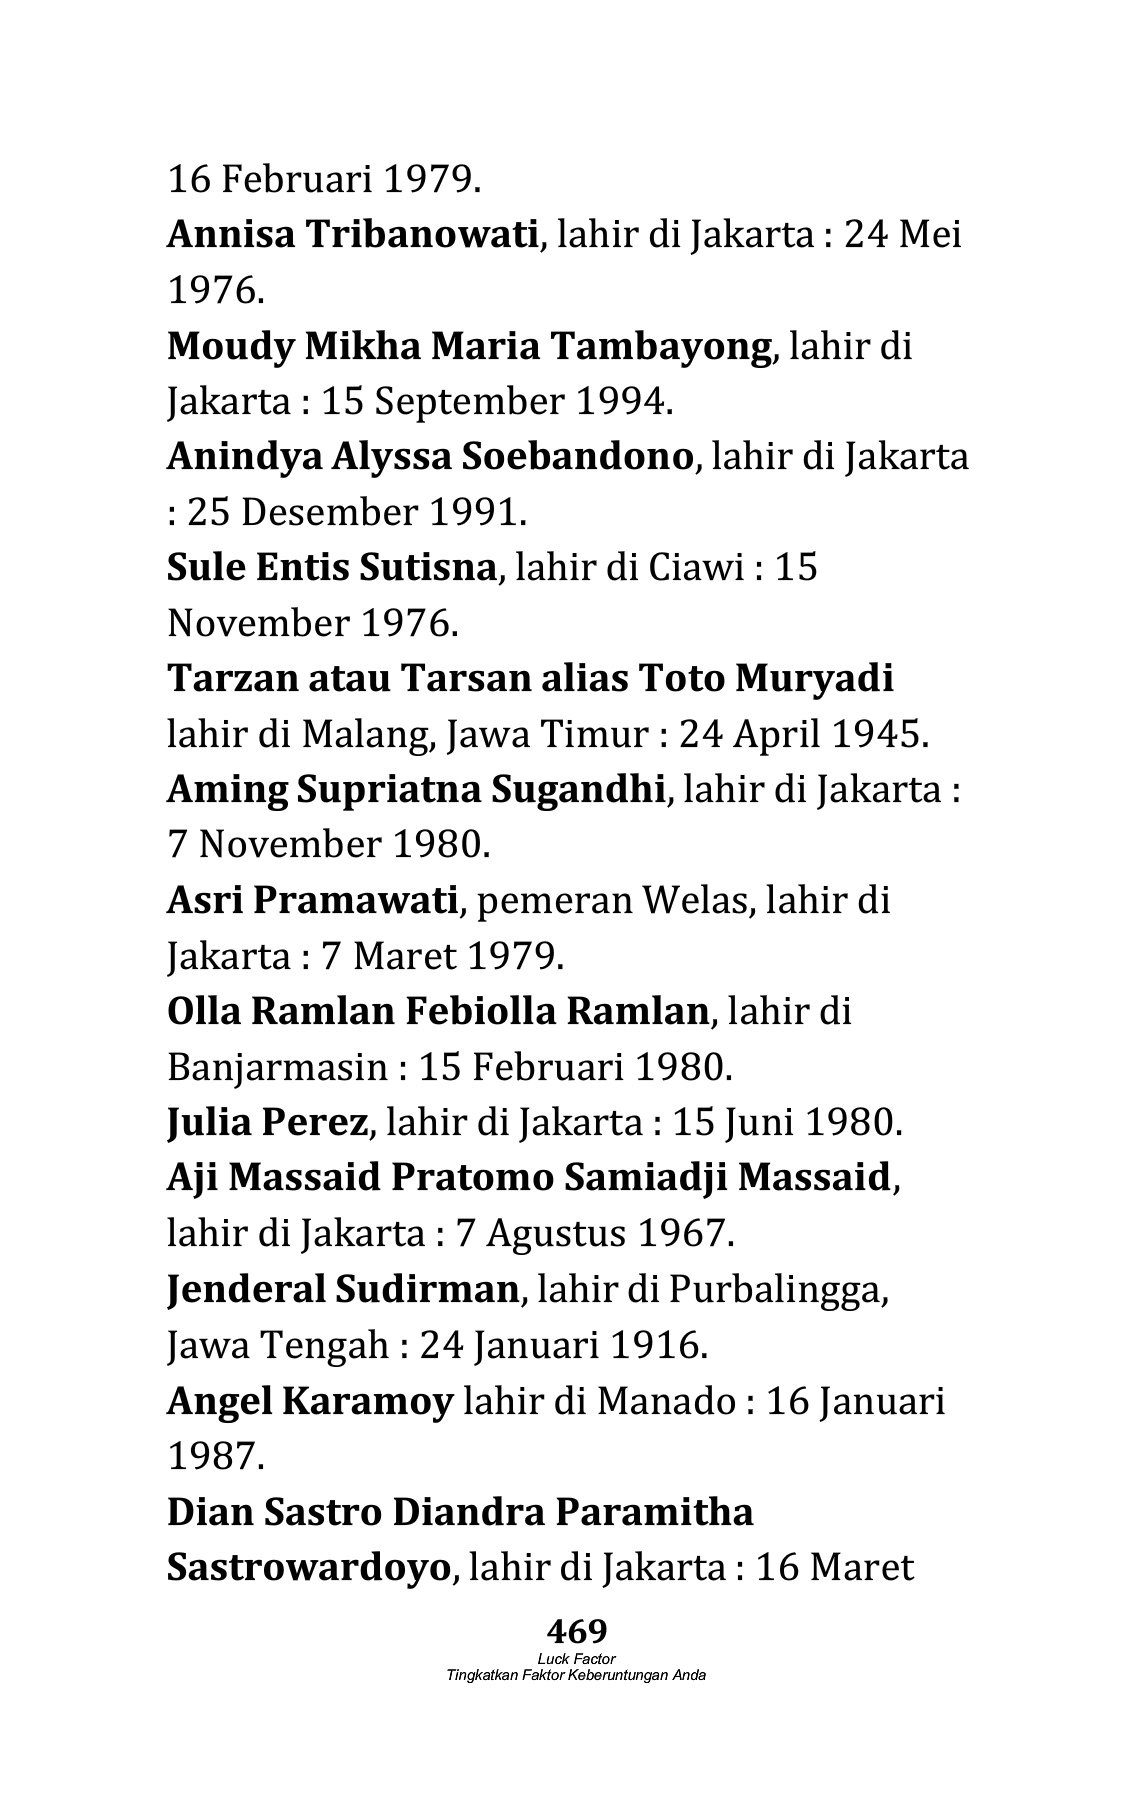 16 Februari 1979.
Annisa Tribanowati, lahir di Jakarta : 24 Mei
1976.
Moudy Mikha Maria Tambayong, lahir di
Jakarta : 15 September 1994.
Anindya Alyssa Soebandono, lahir di Jakarta
: 25 Desember 1991.
Sule Entis Sutisna, lahir di Ciawi : 15
November 1976.
Tarzan atau Tarsan alias Toto Muryadi
lahir di Malang, Jawa Timur : 24 April 1945.
Aming Supriatna Sugandhi, lahir di Jakarta :
7 November 1980.
Asri Pramawati, pemeran Welas, lahir di
Jakarta : 7 Maret 1979.
Olla Ramlan Febiolla Ramlan, lahir di
Banjarmasin : 15 Februari 1980.
Julia Perez, lahir di Jakarta : 15 Juni 1980.
Aji Massaid Pratomo Samiadji Massaid,
lahir di Jakarta : 7 Agustus 1967.
Jenderal Sudirman, lahir di Purbalingga,
Jawa Tengah : 24 Januari 1916.
Angel Karamoy lahir di Manado : 16 Januari
1987.
Dian Sastro Diandra Paramitha
Sastrowardoyo, lahir di Jakarta : 16 Maret
469
Luck Factor
Tingkatkan Faktor Keberuntungan Anda